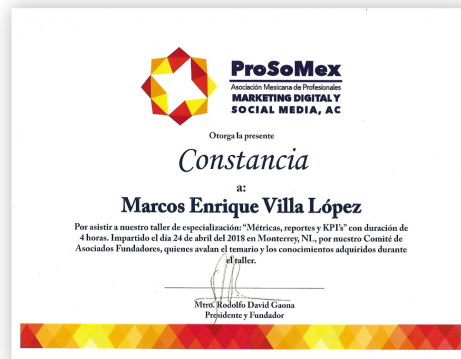 ProSoMex
Asociación Mexicana de Profesionales
MARKETING DIGITAL Y
SOCIAL MEDIA, AC
Otorga la presente
Constancia
a:
Marcos Enrique Villa López
Por asistir a nuestro taller de especialización: "Métricas, reportes y KPI's" con duración de
4 horas. Impartido el día 24 de abril del 2018 en Monterrey, NL, por nuestro Comité de
Asociados Fundadores, quienes avalan el temario y los conocimientos adquiridos durante
el taller.
Mtro. Rodolfo David Gaona
Presidente y Fundador